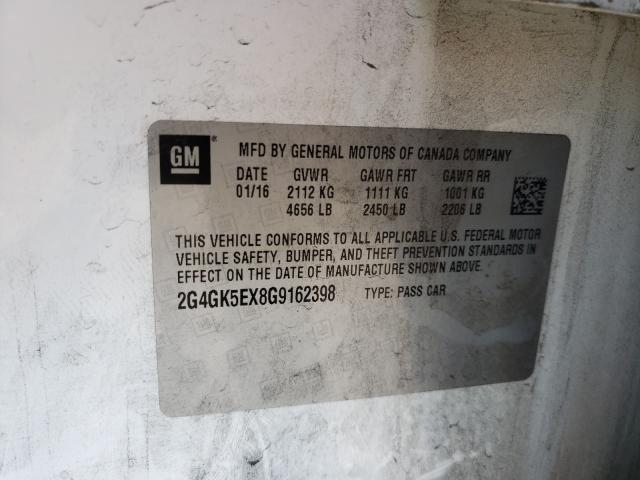 GM ® MFD BY GENERAL MOTORS OF CANADA COMPANY
DATE GVWR GAWR FRT GAWR RR
01/16 2112 KG 1111 KG 1001 KG
4656 LB 2450 LB 2206 LB
THIS VEHICLE CONFORMS TO ALL APPLICABLE U.S. FEDERAL MOTOR
VEHICLE SAFETY, BUMPER, AND THEFT PREVENTION STANDARDS IN
EFFECT ON THE DATE OF MANUFACTURE SHOWN ABOVE.
2G4GK5EX8G9162398 TYPE: PASS CAR